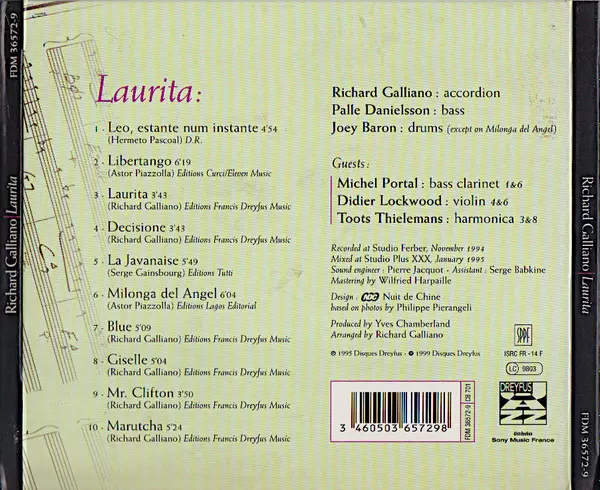 FDM 36572-9
Richard Galliano Laurita
Laurita:
1 - Leo, estante num instante 4'54
(Hermeto Pascoal) D.R.
2 - Libertango 6'19
(Astor Piazzolla) Editions Curci/Eleven Music
3 - Laurita 3'43
(Richard Galliano) Editions Francis Dreyfus Music
4 - Decisione 3'43
(Richard Galliano) Editions Francis Dreyfus Music
5 - La Javanaise 5'49
(Serge Gainsbourg) Editions Tutti
6 - Milonga del Angel 6'04
(Astor Piazzolla) Editions Lagos Editorial
7 - Blue 5'09
(Richard Galliano) Editions Francis Dreyfus Music
8 - Giselle 5'04
(Richard Galliano) Editions Francis Dreyfus Music
9 - Mr. Clifton 3'50
(Richard Galliano) Editions Francis Dreyfus Music
10 - Marutcha 5'24
(Richard Galliano) Editions Francis Dreyfus Music
Richard Galliano : accordion
Palle Danielsson : bass
Joey Baron : drums (except on Milonga del Angel)
Guests :
Michel Portal : bass clarinet 1&6
Didier Lockwood : violin 4&6
Toots Thielemans : harmonica 3&8
Recorded at Studio Ferber, November 1994
Mixed at Studio Plus XXX, January 1995
Sound engineer : Pierre Jacquot - Assistant : Serge Babkine
Mastering by Wilfrid Harpaille
Design : Nuit de Chine
based on photos by Philippe Pierangeli
Produced by Yves Chamberland
Arranged by Richard Galliano
℗ 1995 Disques Dreyfus - © 1999 Disques Dreyfus
SPPF
ISRC FR - 14 F
LC 9803
3 460503 657298
FDM 36572-9 CB 701
DREYFUS
JAZZ
Sony Music France
Richard Galliano Laurita
FDM 36572-9